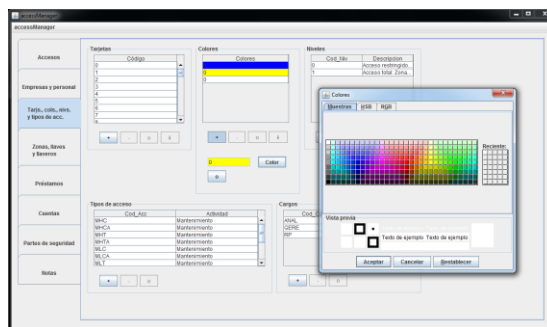 accessManager
accessManager
Accesos
Empresas y personal
Tarjs., cols., nivs.
y tipos de acc.
Zonas, llaves
y llaveros
Préstamos
Cuentas
Partes de seguridad
Notas
Tarjetas
Código
0
1
2
3
4
5
6
7
8
Colores
Colores
0
0
0
Color
Niveles
Cod_Niv
Descripcion
0
Acceso restringido...
1
Acceso total. Zona...
Tipos de acceso
Cod_Acc
Actividad
MHC
Mantenimiento
MHCA
Mantenimiento
MHT
Mantenimiento
MHTA
Mantenimiento
MLC
Mantenimiento
MLCA
Mantenimiento
MLT
Mantenimiento
Cargos
ANAL
GERE
RP
Colores
Muestras
HSB
RGB
Reciente:
Vista previa
Texto de ejemplo Texto de ejemplo
Aceptar
Cancelar
Restablecer